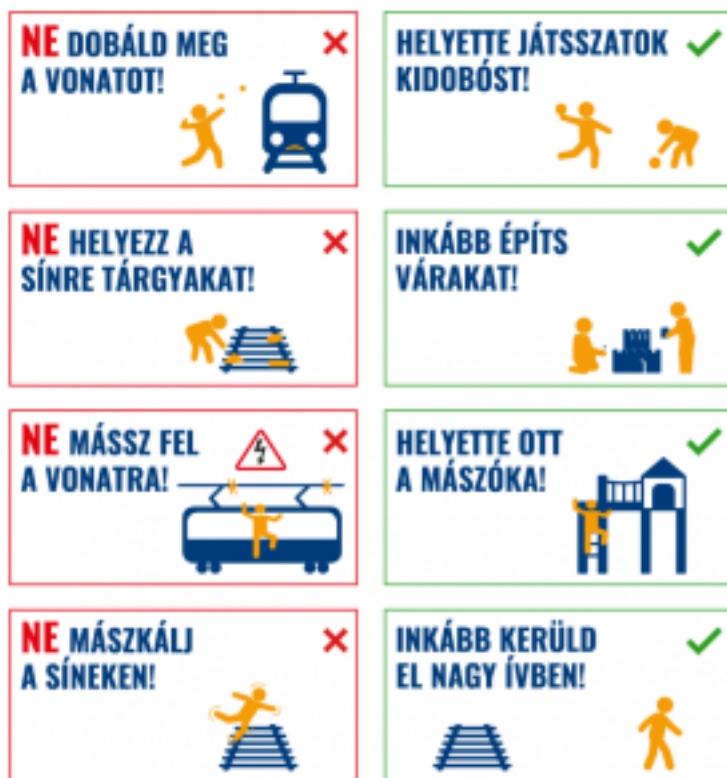 NE DOBÁLD MEG
A VONATOT!
HELYETTE JÁTSSZATOK
KIDOBÓST!
NE HELYEZZ A
SÍNRE TÁRGYAKAT!
INKÁBB ÉPÍTS
VÁRAKAT!
NE MÁSSZ FEL
A VONATRA!
HELYETTE OTT
A MÁSZÓKA!
NE MÁSZKÁLJ
A SÍNEKEN!
INKÁBB KERÜLD
EL NAGY ÍVBEN!